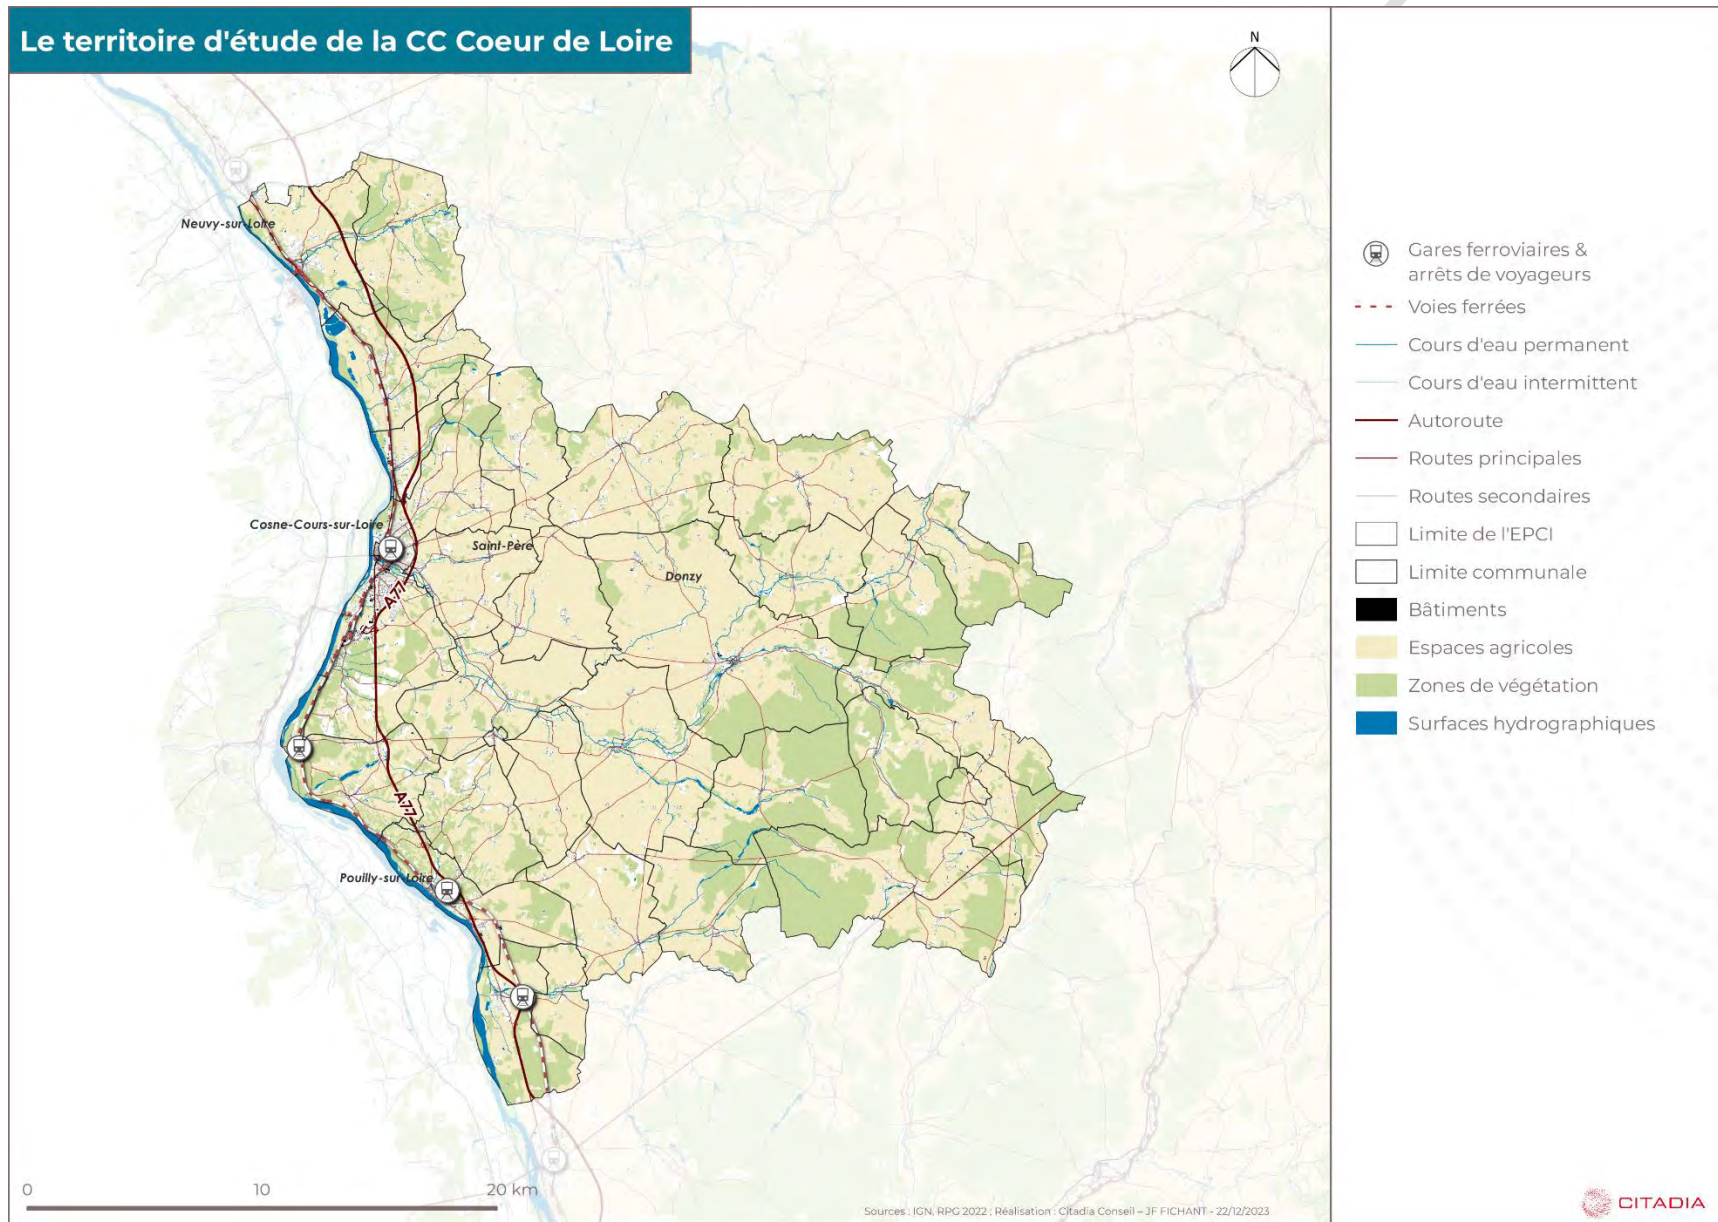 Le territoire d'étude de la CC Coeur de Loire
N
Neuvy-sur-Loire
Cosne-Cours-sur-Loire
Saint-Père
Donzy
A77
A77
Pouilly-sur-Loire
0 10 20 km
Sources : IGN, RPG 2022 ; Réalisation : Citadia Conseil – JF FICHANT - 22/12/2023
Gares ferroviaires &
arrêts de voyageurs
Voies ferrées
Cours d'eau permanent
Cours d'eau intermittent
Autoroute
Routes principales
Routes secondaires
Limite de l'EPCI
Limite communale
Bâtiments
Espaces agricoles
Zones de végétation
Surfaces hydrographiques
CITADIA